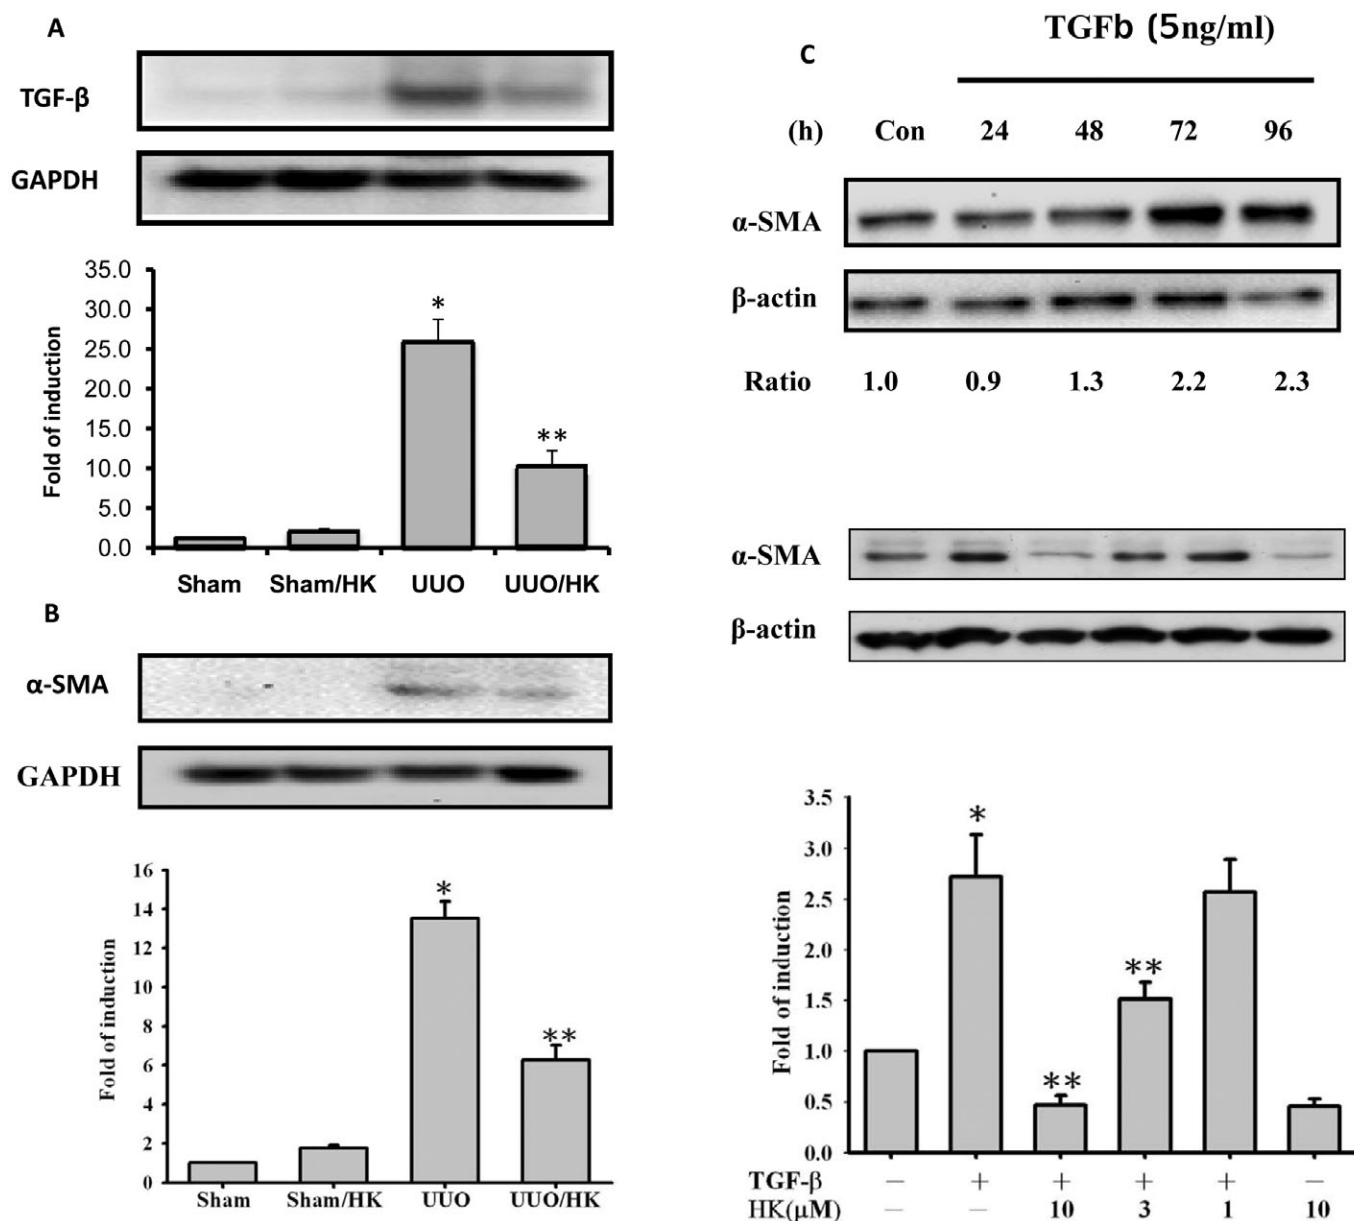 A
TGF-β
GAPDH
35.0
30.0
25.0
20.0
15.0
10.0
5.0
0.0
Fold of induction
*
**
Sham Sham/HK UUO UUO/HK
B
α-SMA
GAPDH
16
14
12
10
8
6
4
2
0
Fold of induction
*
**
Sham Sham/HK UUO UUO/HK
C
TGFb (5ng/ml)
(h) Con 24 48 72 96
α-SMA
β-actin
Ratio 1.0 0.9 1.3 2.2 2.3
α-SMA
β-actin
3.5
3.0
2.5
2.0
1.5
1.0
0.5
0.0
Fold of induction
*
**
**
TGF-β − + + + + −
HK(μM) − − 10 3 1 10